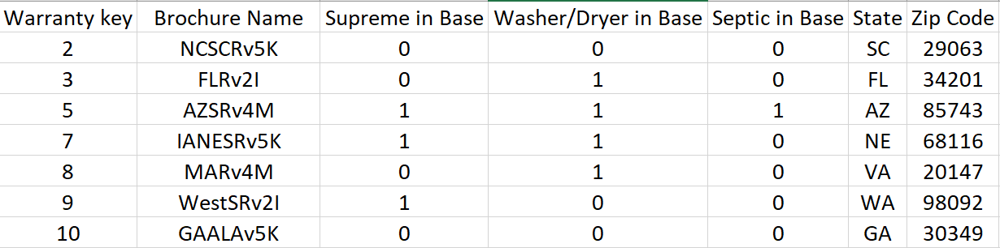 Warranty key Brochure Name Supreme in Base Washer/Dryer in Base Septic in Base State Zip Code
2 NCSCRv5K 0 0 0 SC 29063
3 FLRv2I 0 1 0 FL 34201
5 AZSRv4M 1 1 1 AZ 85743
7 IANESRv5K 1 1 0 NE 68116
8 MARv4M 0 1 0 VA 20147
9 WestSRv2I 1 0 0 WA 98092
10 GAALAv5K 0 0 0 GA 30349